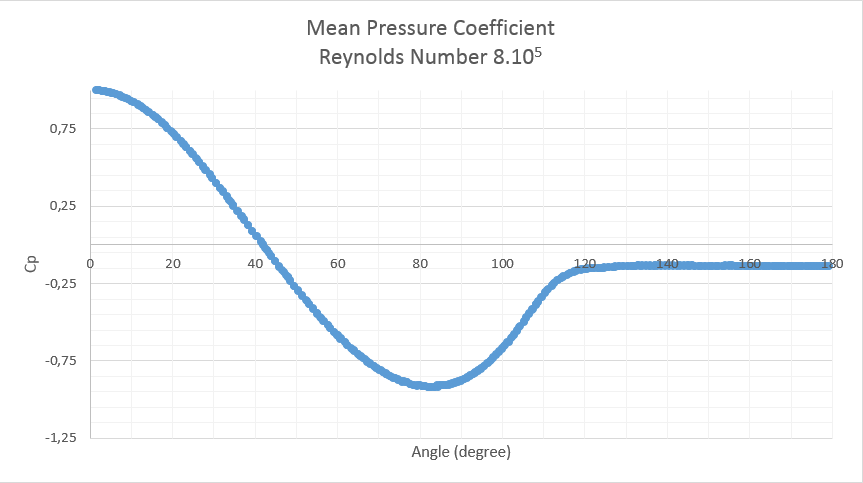 Mean Pressure Coefficient
Reynolds Number 8.10⁵
0,75
0,25
-0,25
-0,75
-1,25
Cp
0 20 40 60 80 100 120 140 160 180
Angle (degree)